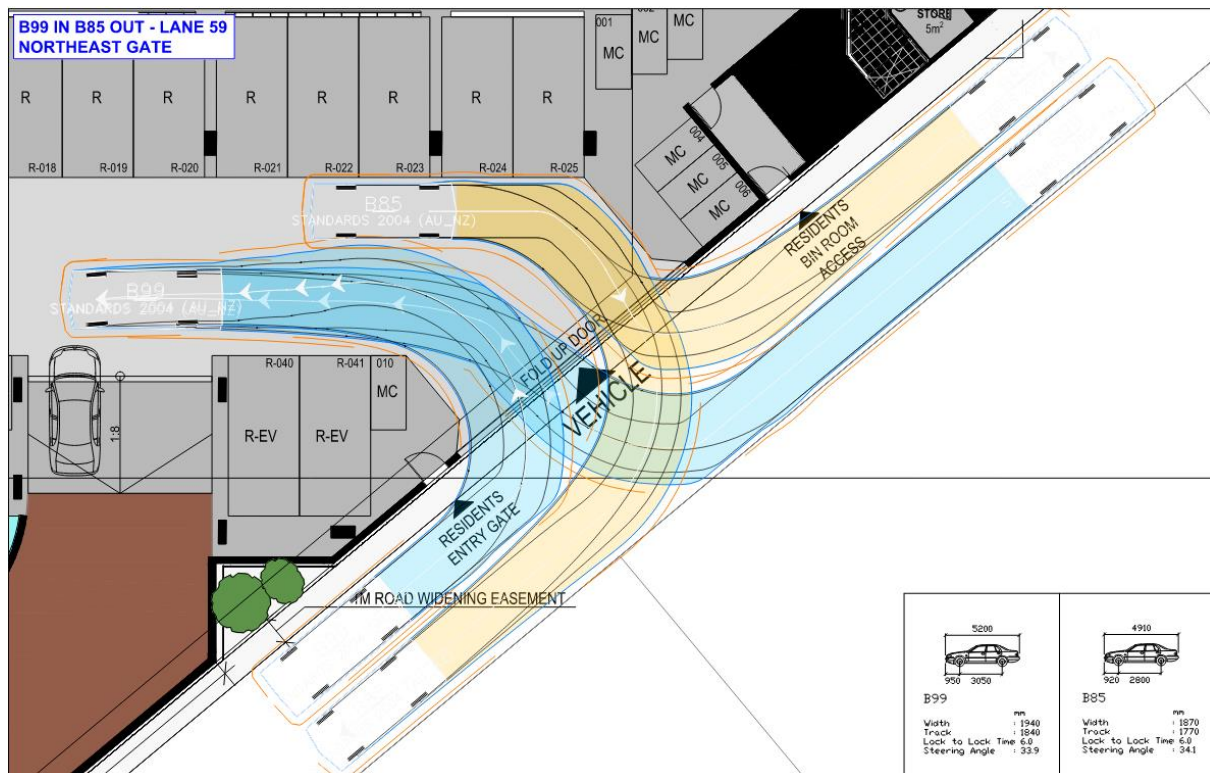 B99 IN B85 OUT - LANE 59
NORTHEAST GATE
001
MC
002
MC
MC
STORE
5m²
R
R
R
R
R
R
R
R
R-018
R-019
R-020
R-021
R-022
R-023
R-024
R-025
004
MC
005
MC
006
MC
B85
STANDARDS 2004 (AU_NZ)
B99
STANDARDS 2004 (AU_NZ)
RESIDENTS
BIN ROOM
ACCESS
FOLD UP DOOR
VEHICLE
R-040
R-041
010
MC
R-EV
R-EV
1:8
RESIDENTS
ENTRY GATE
1M ROAD WIDENING EASEMENT
5200
950
3050
B99
mm
Width : 1940
Track : 1840
Lock to Lock Time : 6.0
Steering Angle : 33.9
4910
920
2800
B85
mm
Width : 1870
Track : 1770
Lock to Lock Time : 6.0
Steering Angle : 34.1